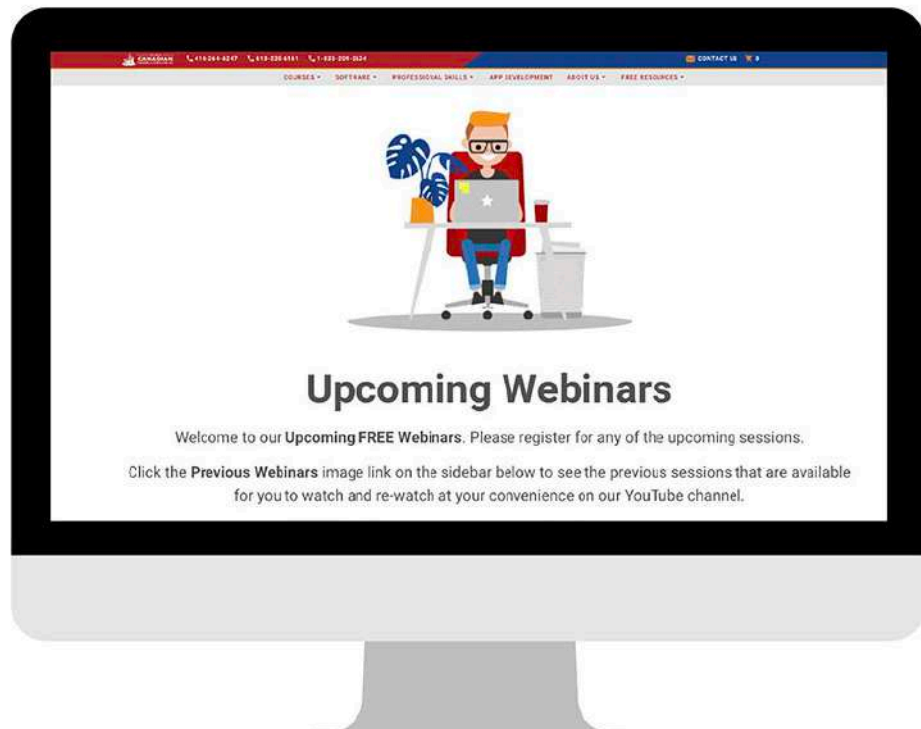 CANADIAN
CONTACT US 0
COURSES SOFTWARE PROFESSIONAL SKILLS APP DEVELOPMENT ABOUT US FREE RESOURCES
Upcoming Webinars
Welcome to our Upcoming FREE Webinars. Please register for any of the upcoming sessions.
Click the Previous Webinars image link on the sidebar below to see the previous sessions that are available
for you to watch and re-watch at your convenience on our YouTube channel.